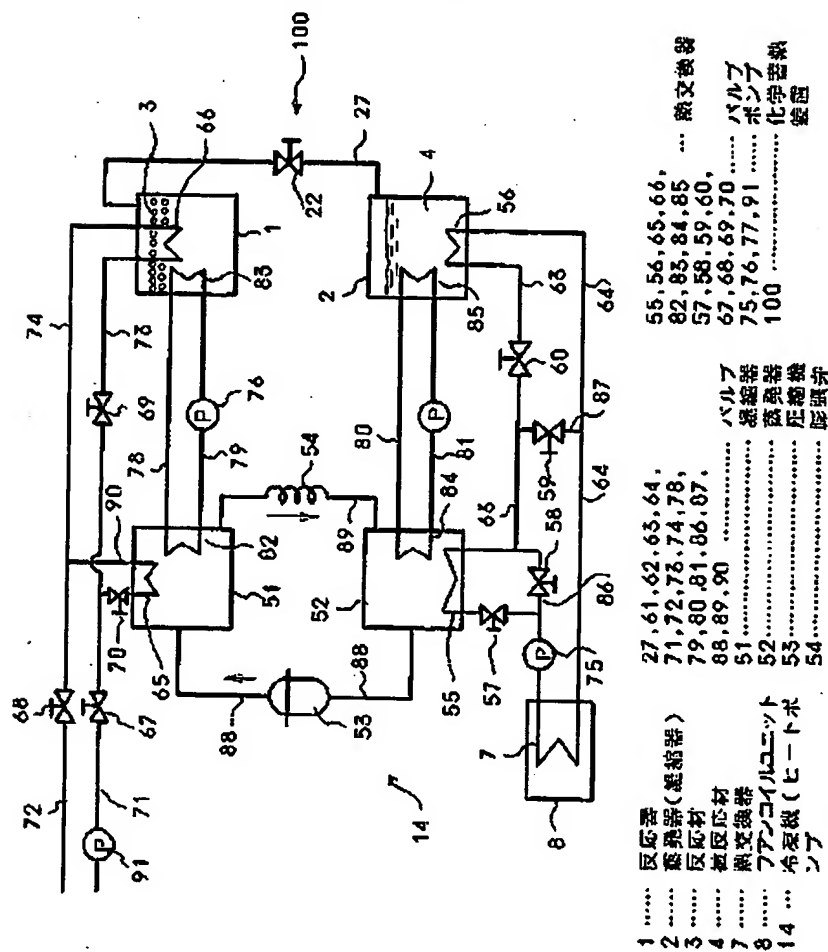 74
100
3
66
73
69
83
1
27
22
68
72
67
71
91
90
70
78
79
76
82
65
51
54
88
53
88
89
52
84
80
81
55
4
2
56
85
63
60
64
63
59
87
64
58
57
86
75
7
8
14
1 …… 反応器
2 …… 蒸発器(凝縮器)
3 …… 反応材
4 …… 被反応材
7 …… 熱交換器
8 …… フアンコイルユニット
14 … 冷凍機(ヒートポ
ンプ
27,61,62,63,64,
71,72,73,74,78,
79,80,81,86,87,
88,89,90 ………… バルブ
51 ………… 凝縮器
52 ………… 蒸発器
53 ………… 圧縮機
54 ………… 膨張弁
55,56,65,66,
82,83,84,85 … 熱交換器
57,58,59,60,
67,68,69,70 …… バルブ
75,76,77,91 …… ポンプ
100 ………… 化学蓄熱
装置
P
P
P
P